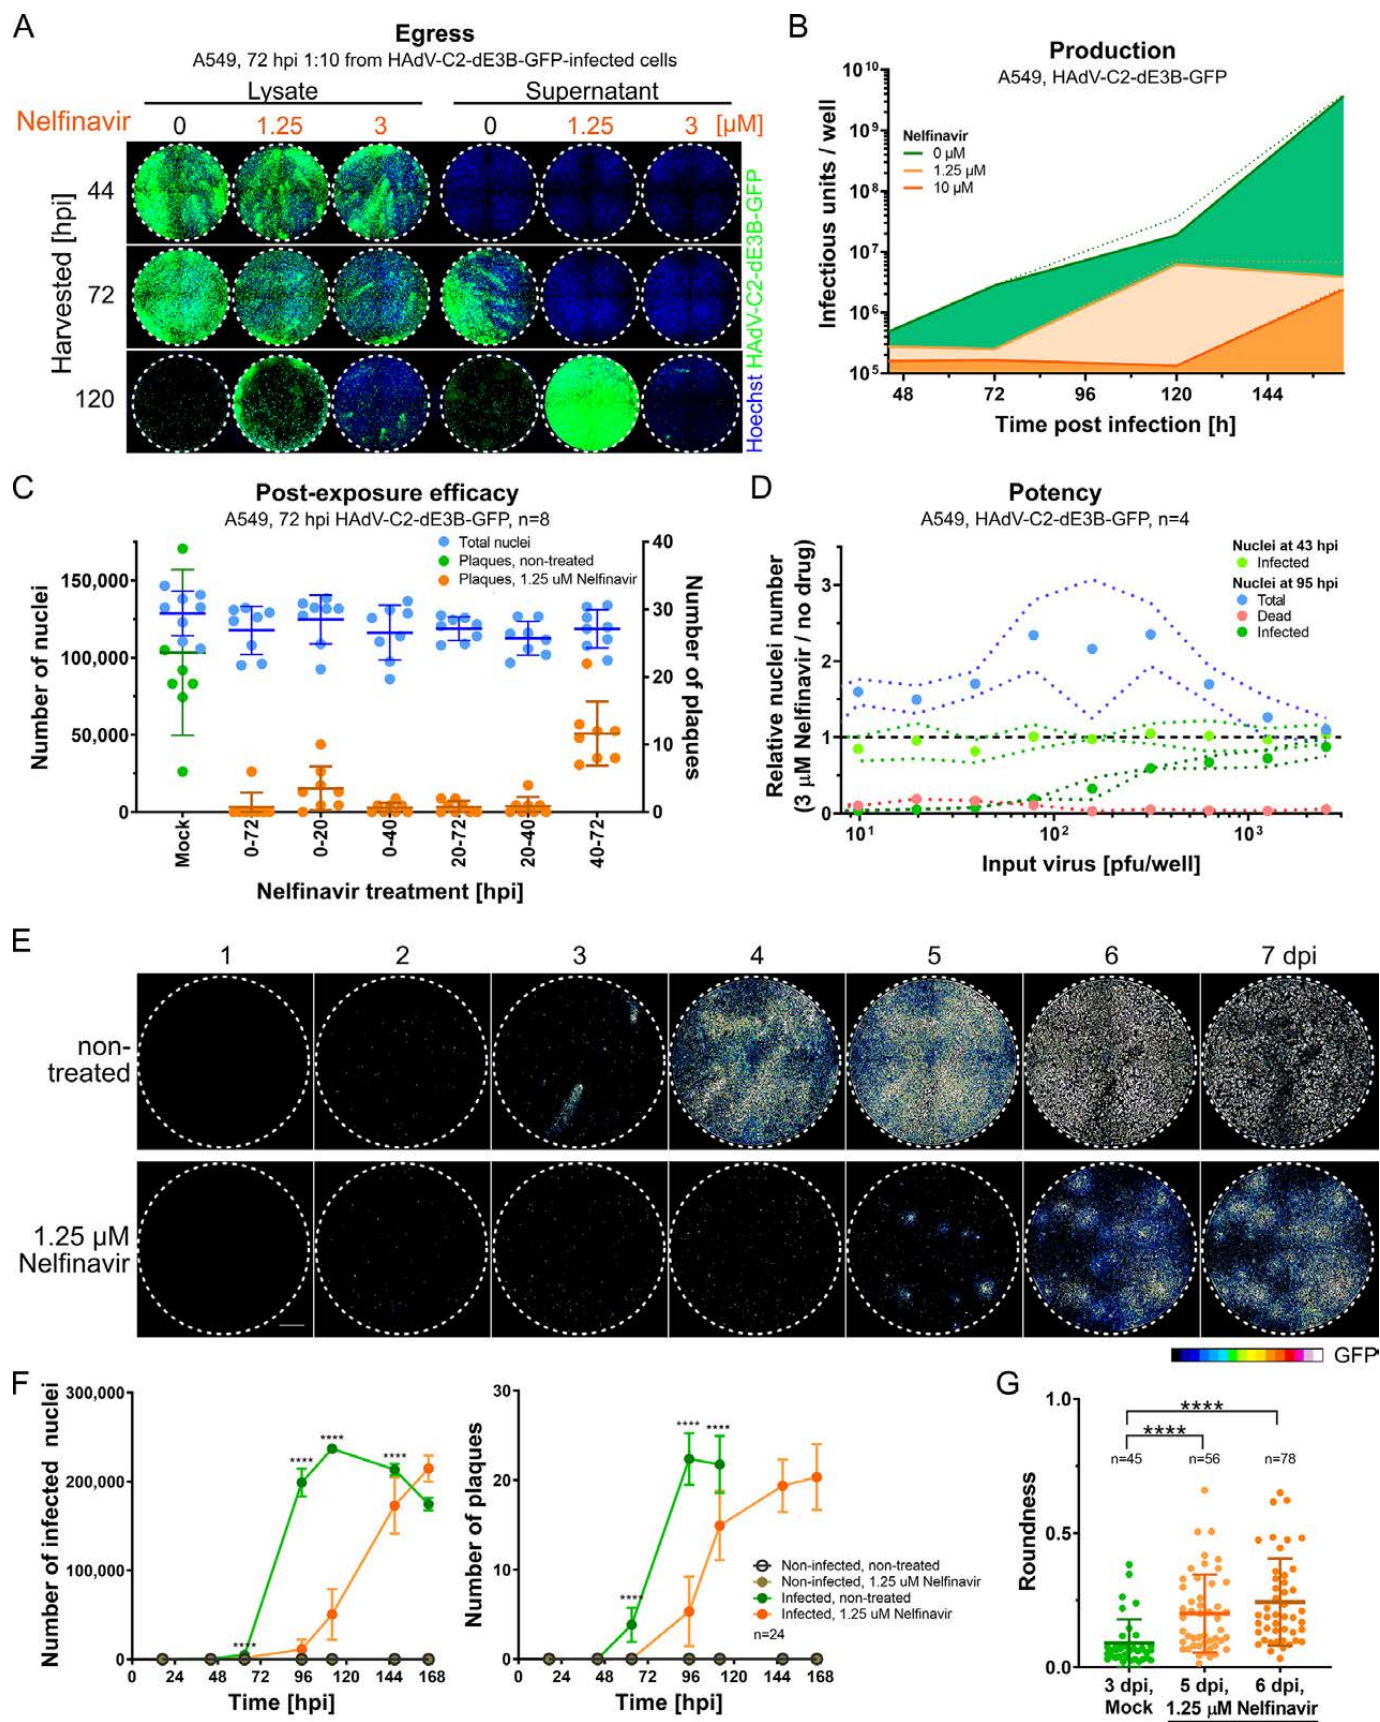 A
Egress
A549, 72 hpi 1:10 from HAdV-C2-dE3B-GFP-infected cells
Lysate Supernatant
Nelfinavir 0 1.25 3 0 1.25 3 [µM]
Harvested [hpi]
44
72
120
Hoechst HAdV-C2-dE3B-GFP
B
Production
A549, HAdV-C2-dE3B-GFP
Infectious units / well
10^10
10^9
10^8
10^7
10^6
10^5
Nelfinavir
0 µM
1.25 µM
10 µM
48 72 96 120 144
Time post infection [h]
C
Post-exposure efficacy
A549, 72 hpi HAdV-C2-dE3B-GFP, n=8
Total nuclei
Plaques, non-treated
Plaques, 1.25 uM Nelfinavir
Number of nuclei
150,000
100,000
50,000
0
40
30
20
10
0
Number of plaques
Mock 0-72 0-20 0-40 20-72 20-40 40-72
Nelfinavir treatment [hpi]
D
Potency
A549, HAdV-C2-dE3B-GFP, n=4
Nuclei at 43 hpi
Infected
Nuclei at 95 hpi
Total
Dead
Infected
Relative nuclei number
(3 µM Nelfinavir / no drug)
3
2
1
0
10^1 10^2 10^3
Input virus [pfu/well]
E
1 2 3 4 5 6 7 dpi
non-
treated
1.25 µM
Nelfinavir
GFP
F
Number of infected nuclei
300,000
200,000
100,000
0
**** **** **** ****
0 24 48 72 96 120 144 168
Time [hpi]
Number of plaques
30
20
10
0
**** **** ****
Non-infected, non-treated
Non-infected, 1.25 uM Nelfinavir
Infected, non-treated
Infected, 1.25 uM Nelfinavir
n=24
0 24 48 72 96 120 144 168
Time [hpi]
G
Roundness
1.0
0.5
0.0
****
****
n=45 n=56 n=78
3 dpi, 5 dpi, 6 dpi,
Mock 1.25 µM Nelfinavir